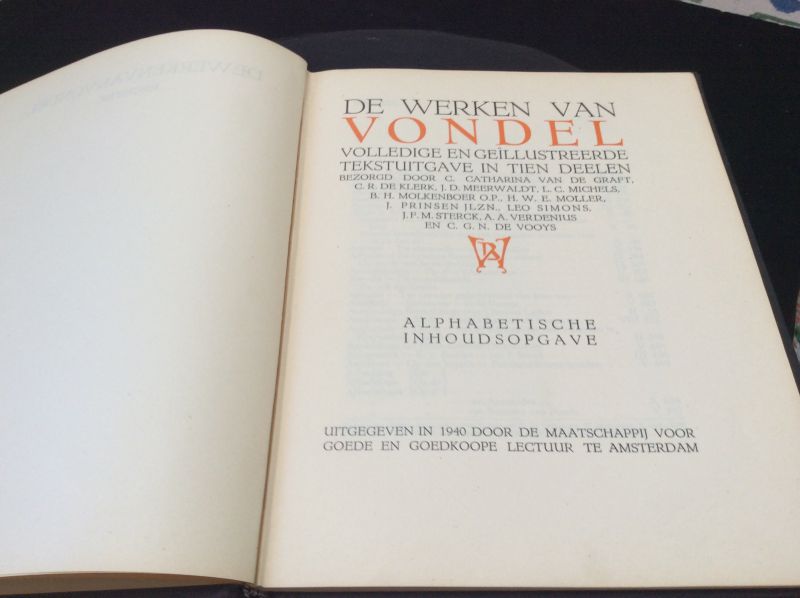 DE WERKEN VAN
VONDEL
VOLLEDIGE EN GEÏLLUSTREERDE
TEKSTUITGAVE IN TIEN DEELEN
BEZORGD DOOR C. CATHARINA VAN DE GRAFT,
C. R. DE KLERK, J. D. MEERWALDT, L. C. MICHELS,
B. H. MOLKENBOER O.P., H. W. E. MOLLER,
J. PRINSEN JLZN., LEO SIMONS,
J. F. M. STERCK, A. A. VERDENIUS
EN C. G. N. DE VOOYS
ALPHABETISCHE
INHOUDSOPGAVE
UITGEGEVEN IN 1940 DOOR DE MAATSCHAPPIJ VOOR
GOEDE EN GOEDKOOPE LECTUUR TE AMSTERDAM